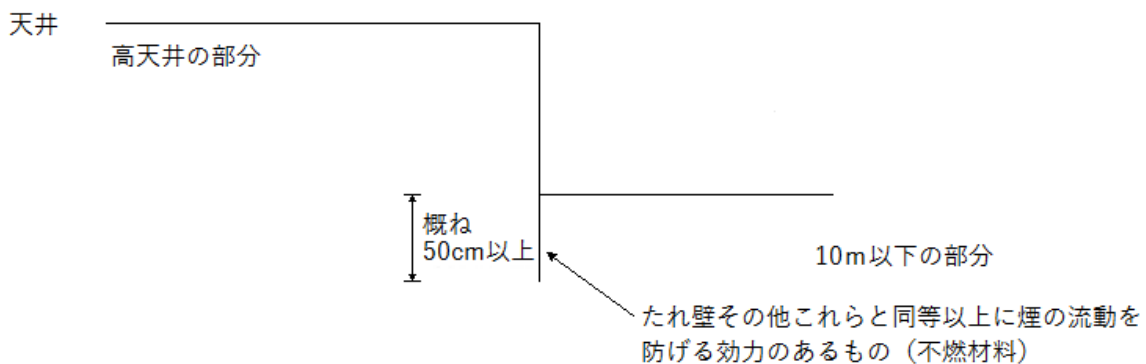 天井
高天井の部分
概ね
50cm以上
10m以下の部分
たれ壁その他これらと同等以上に煙の流動を
防げる効力のあるもの（不燃材料）